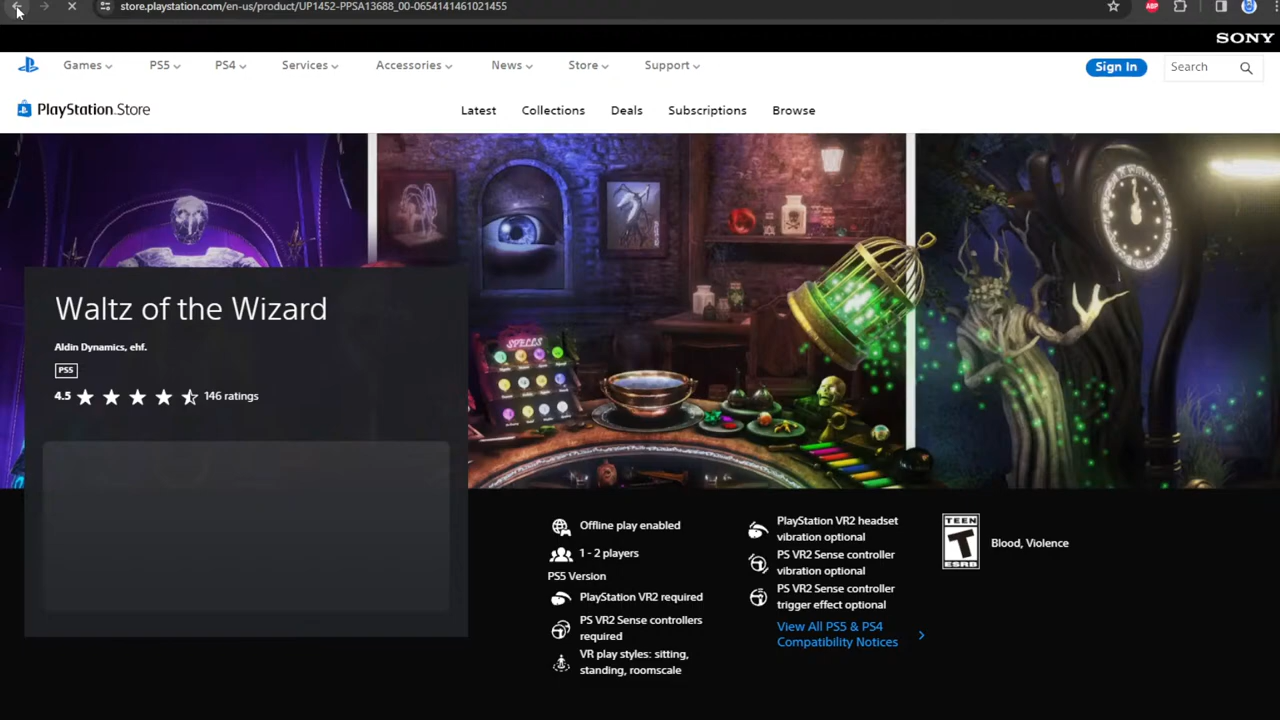 store.playstation.com/en-us/product/UP1452-PPSA13688_00-0654141461021455
ABP
SONY
Games
PS5
PS4
Services
Accessories
News
Store
Support
Sign In
Search
PlayStation.Store
Latest
Collections
Deals
Subscriptions
Browse
SPELLS
Waltz of the Wizard
Aldin Dynamics, ehf.
PS5
4.5
146 ratings
Offline play enabled
1 - 2 players
PS5 Version
PlayStation VR2 required
PS VR2 Sense controllers
required
VR play styles: sitting,
standing, roomscale
PlayStation VR2 headset
vibration optional
PS VR2 Sense controller
vibration optional
PS VR2 Sense controller
trigger effect optional
View All PS5 & PS4
Compatibility Notices
TEEN
T
ESRB
Blood, Violence